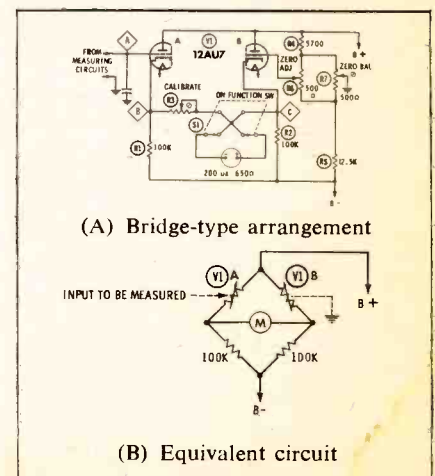 A
A
V1
B
12AU7
R4
5700
B+
FROM
MEASURING
CIRCUITS
ZERO
ADJ
ZERO BAL
R7
R6
500
Ω
500Ω
CALIBRATE
B
R3
ON FUNCTION SW
C
S1
R2
100K
R1
100K
200 ua 650Ω
R5
12.5K
B-
(A) Bridge-type arrangement
V1 A
V1 B
INPUT TO BE MEASURED
B+
M
100K
100K
B-
(B) Equivalent circuit